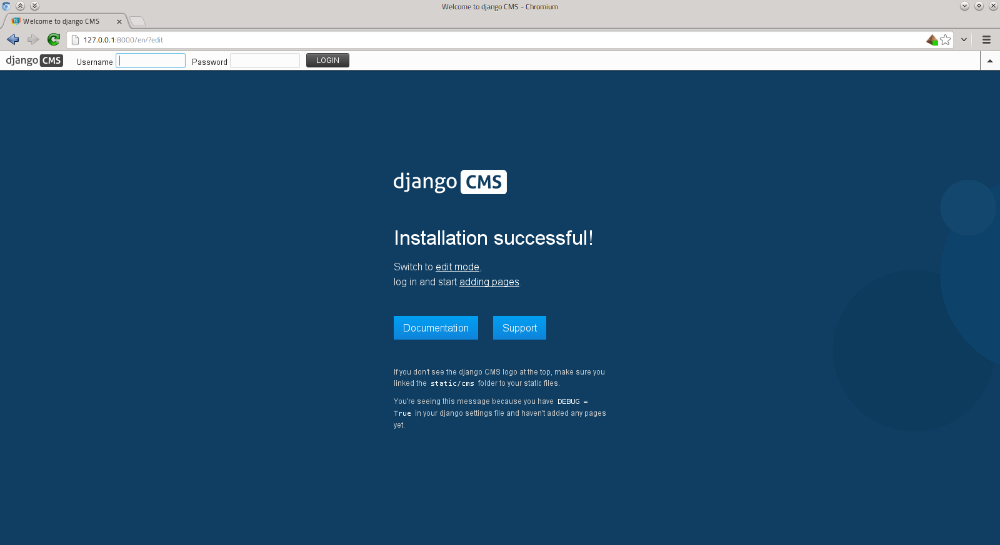 Welcome to django CMS - Chromium
Welcome to django CMS
127.0.0.1:8000/en/?edit
django CMS Username Password LOGIN
django CMS
Installation successful!
Switch to edit mode,
log in and start adding pages.
Documentation Support
If you don't see the django CMS logo at the top, make sure you
linked the static/cms folder to your static files.
You're seeing this message because you have DEBUG =
True in your django settings file and haven't added any pages
yet.